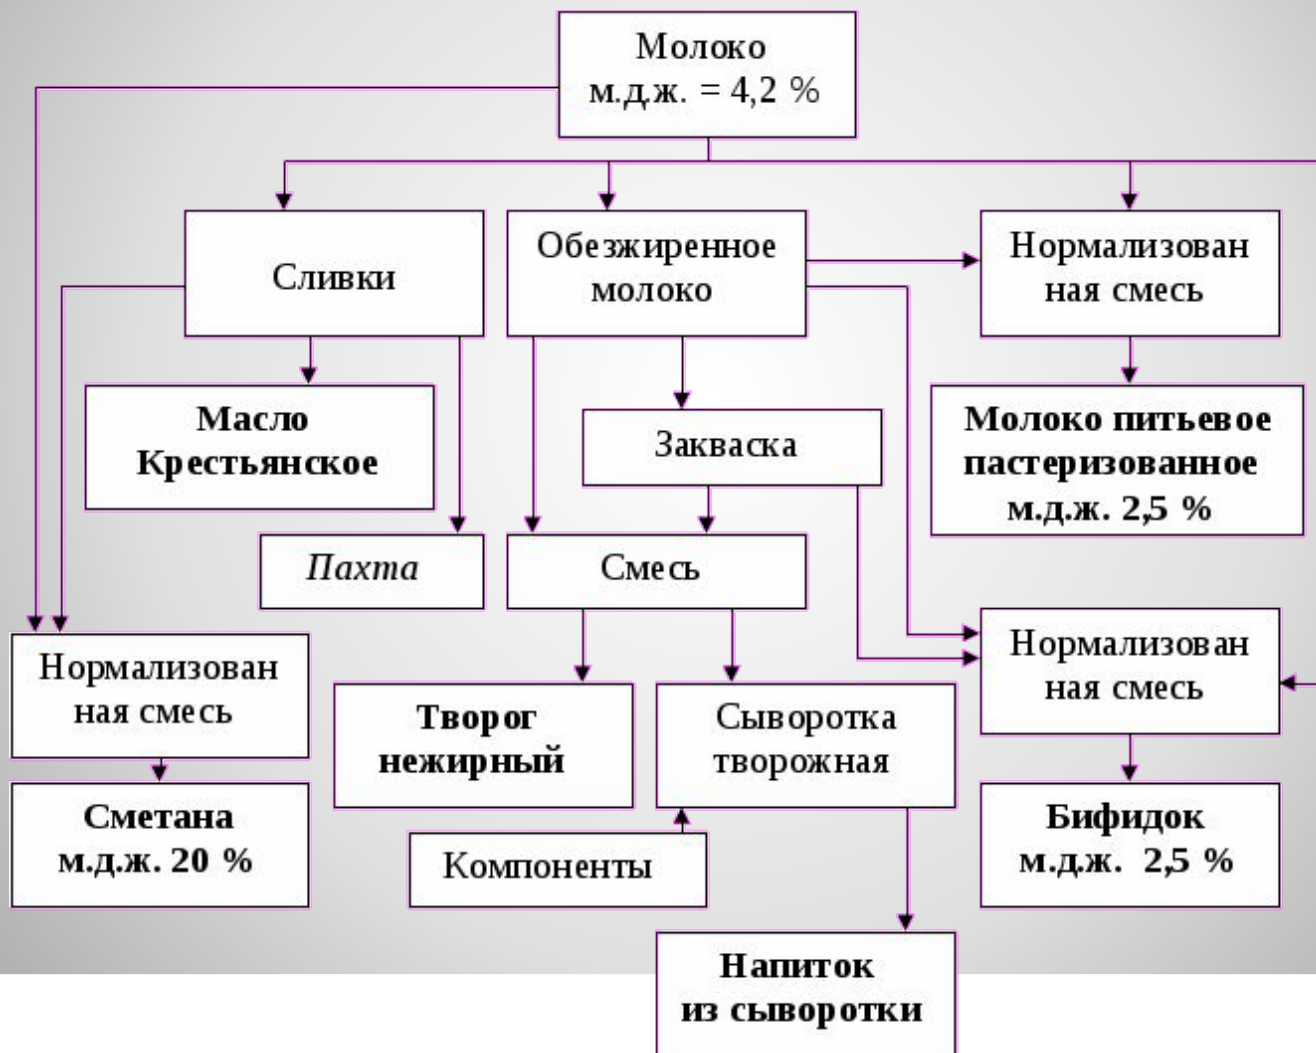 Молоко
м.д.ж. = 4,2 %
Сливки
Обезжиренное
молоко
Нормализован
ная смесь
Масло
Крестьянское
Закваска
Молоко питьевое
пастеризованное
м.д.ж. 2,5 %
Пахта
Смесь
Нормализован
ная смесь
Нормализован
ная смесь
Творог
нежирный
Сыворотка
творожная
Сметана
м.д.ж. 20 %
Компоненты
Бифидок
м.д.ж. 2,5 %
Напиток
из сыворотки